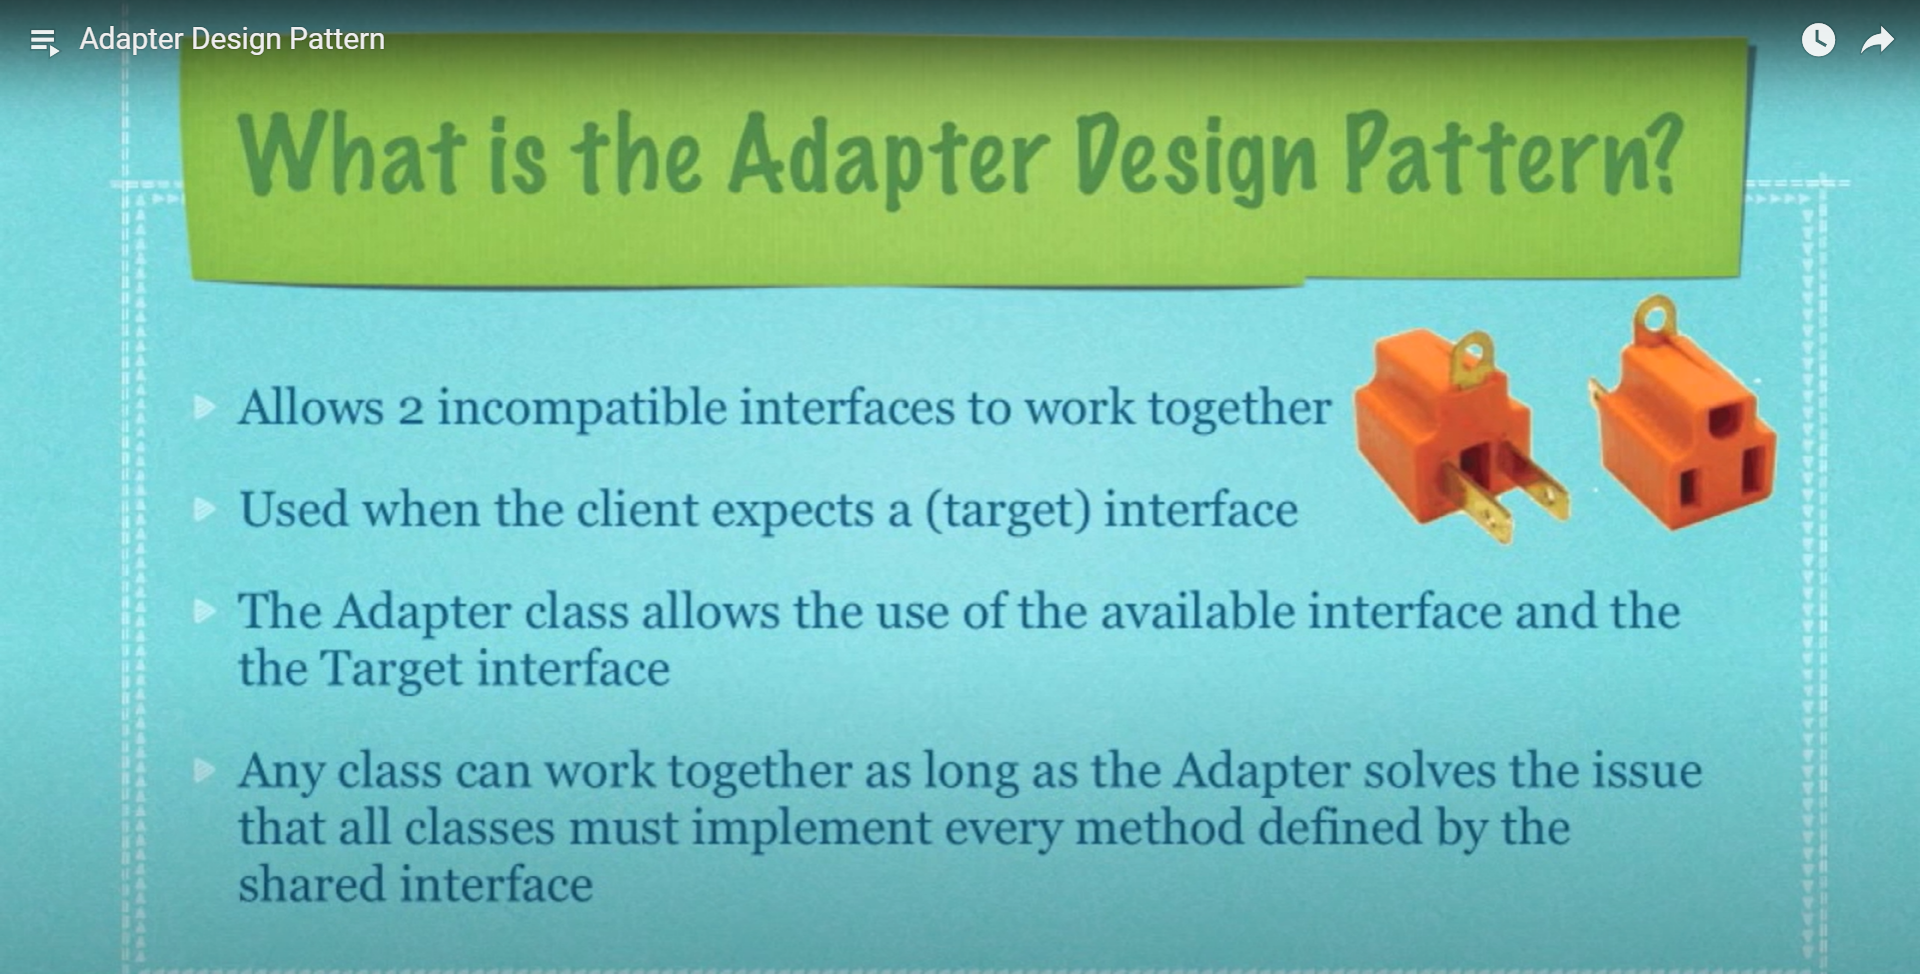 Adapter Design Pattern
What is the Adapter Design Pattern?
Allows 2 incompatible interfaces to work together
Used when the client expects a (target) interface
The Adapter class allows the use of the available interface and the
the Target interface
Any class can work together as long as the Adapter solves the issue
that all classes must implement every method defined by the
shared interface